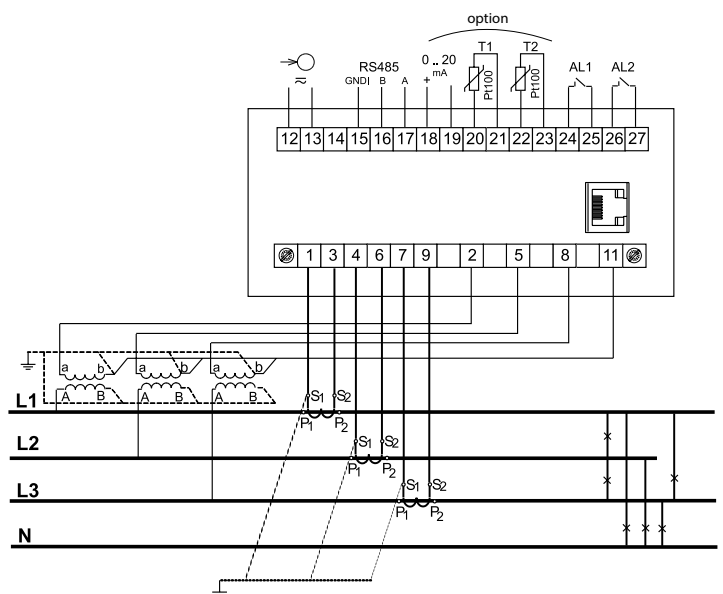 option
RS485
0 .. 20
mA
T1
T2
AL1
AL2
GND B A + Pt100 Pt100
12 13 14 15 16 17 18 19 20 21 22 23 24 25 26 27
1 3 4 6 7 9 2 5 8 11
a b a b a b
A B A B A B
L1
S1 S2
P1 P2
L2
S1 S2
P1 P2
L3
S1 S2
P1 P2
N